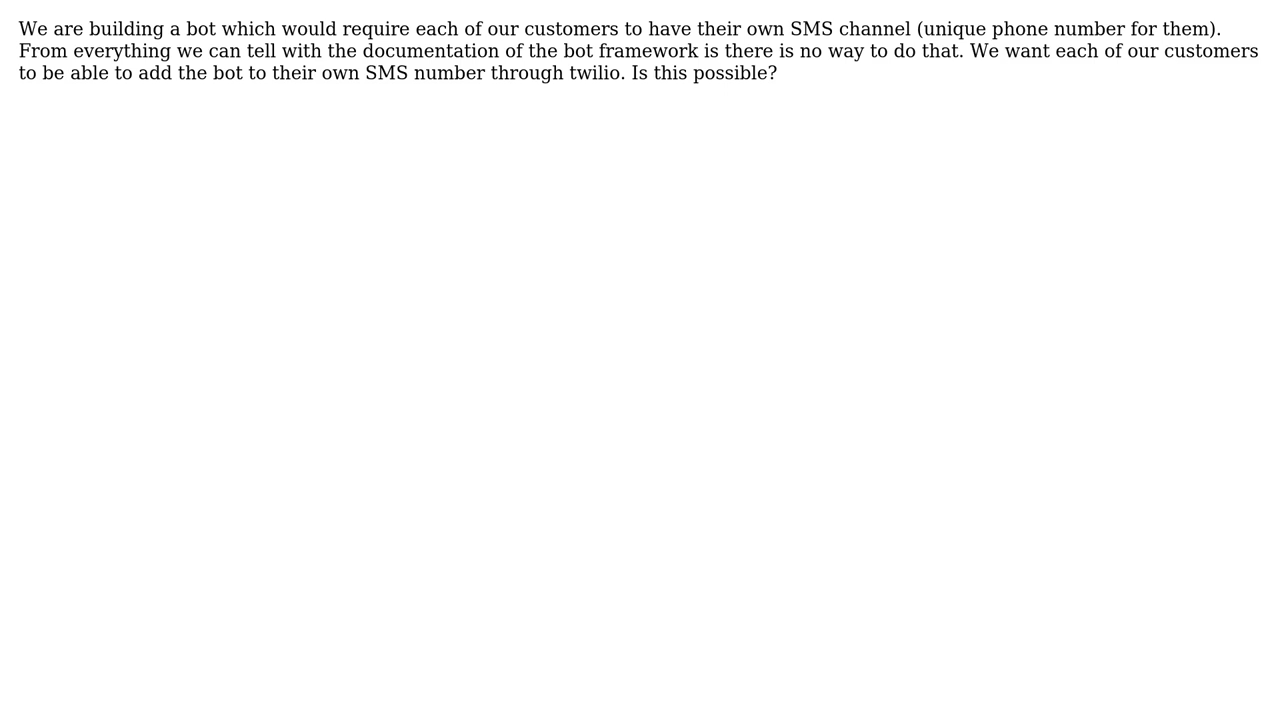 We are building a bot which would require each of our customers to have their own SMS channel (unique phone number for them).
From everything we can tell with the documentation of the bot framework is there is no way to do that. We want each of our customers
to be able to add the bot to their own SMS number through twilio. Is this possible?